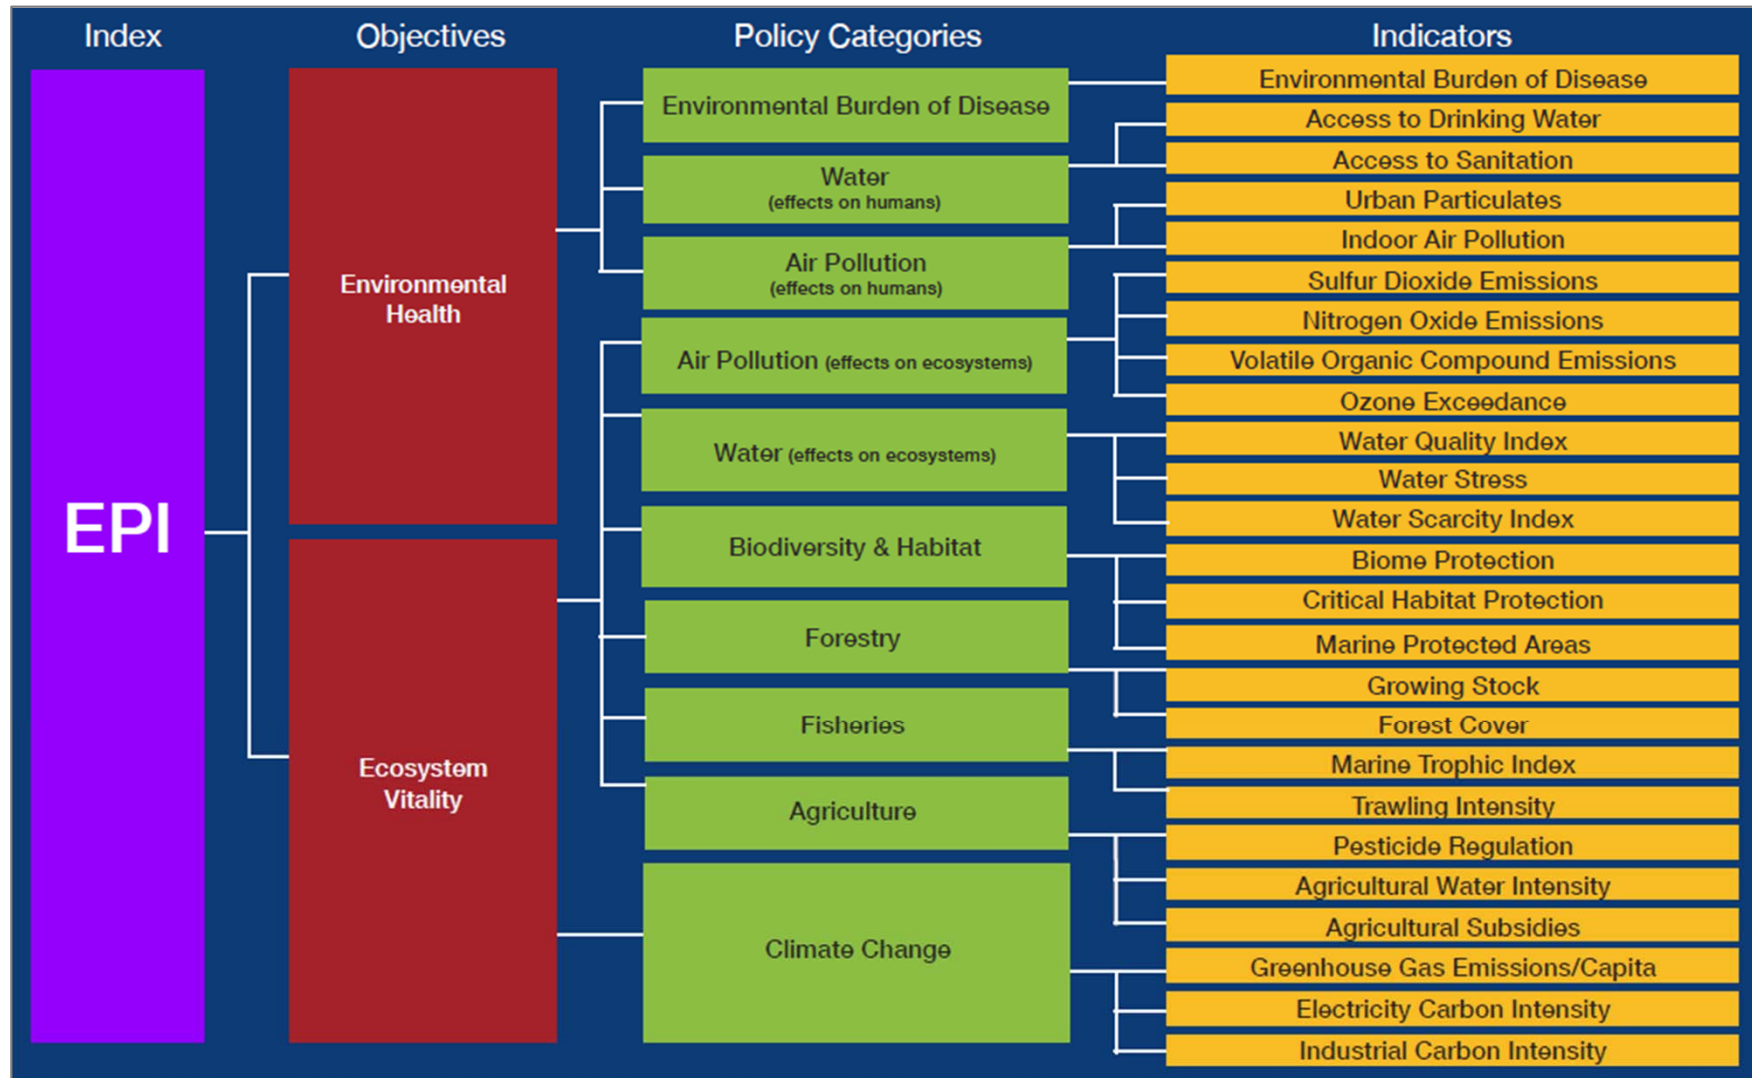 Index
Objectives
Policy Categories
Indicators
EPI
Environmental
Health
Ecosystem
Vitality
Environmental Burden of Disease
Water
(effects on humans)
Air Pollution
(effects on humans)
Air Pollution (effects on ecosystems)
Water (effects on ecosystems)
Biodiversity & Habitat
Forestry
Fisheries
Agriculture
Climate Change
Environmental Burden of Disease
Access to Drinking Water
Access to Sanitation
Urban Particulates
Indoor Air Pollution
Sulfur Dioxide Emissions
Nitrogen Oxide Emissions
Volatile Organic Compound Emissions
Ozone Exceedance
Water Quality Index
Water Stress
Water Scarcity Index
Biome Protection
Critical Habitat Protection
Marine Protected Areas
Growing Stock
Forest Cover
Marine Trophic Index
Trawling Intensity
Pesticide Regulation
Agricultural Water Intensity
Agricultural Subsidies
Greenhouse Gas Emissions/Capita
Electricity Carbon Intensity
Industrial Carbon Intensity